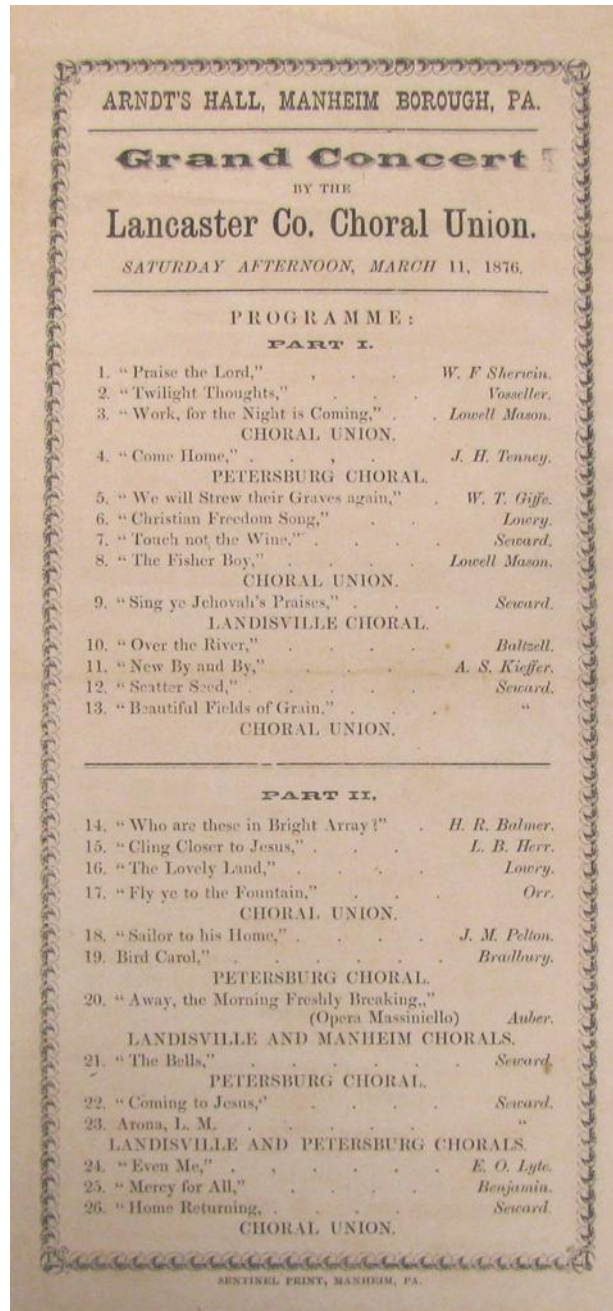 ARNDT'S HALL, MANHEIM BOROUGH, PA.
Grand Concert
BY THE
Lancaster Co. Choral Union.
SATURDAY AFTERNOON, MARCH 11, 1876.
PROGRAMME:
PART I.
1. "Praise the Lord," , . . W. F Sherwin.
2. "Twilight Thoughts," . . . Vosseller.
3. "Work, for the Night is Coming," . . Lowell Mason.
CHORAL UNION.
4. "Come Home," . . , . J. H. Tenney.
PETERSBURG CHORAL.
5. "We will Strew their Graves again," . W. T. Giffe.
6. "Christian Freedom Song," . . Lowry.
7. "Touch not the Wine," . . . . Seward.
8. "The Fisher Boy," . . . . Lowell Mason.
CHORAL UNION.
9. "Sing ye Jehovah's Praises," . . . Seward.
LANDISVILLE CHORAL.
10. "Over the River," . . . . Baltzell.
11. "New By and By," . . . A. S. Kieffer.
12. "Scatter Seed," . . . . . Seward.
13. "Beautiful Fields of Grain," . . . "
CHORAL UNION.
PART II,
14. "Who are these in Bright Array?" . H. R. Balmer.
15. "Cling Closer to Jesus," . . . L. B. Herr.
16. "The Lovely Land," . . . . Lowry.
17. "Fly ye to the Fountain," . . . Orr.
CHORAL UNION.
18. "Sailor to his Home," . . . . J. M. Pelton.
19. Bird Carol," . . . . . . Bradbury.
PETERSBURG CHORAL.
20. "Away, the Morning Freshly Breaking,,"
(Opera Massiniello) Auber.
LANDISVILLE AND MANHEIM CHORALS.
21. "The Bells," . . . . . . Seward.
PETERSBURG CHORAL.
22. "Coming to Jesus,' . . . . Seward.
23. Arona, L. M. . . . . . "
LANDISVILLE AND PETERSBURG CHORALS.
24. "Even Me," . , . . . E. O. Lyte.
25. "Mercy for All," . . . . Benjamin.
26. "Home Returning, . . . . Seward.
CHORAL UNION.
SENTINEL PRINT, MANHEIM, PA.